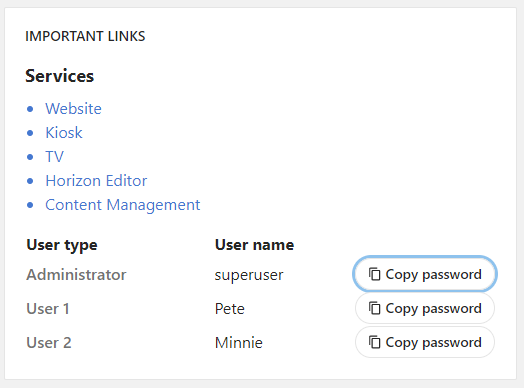 IMPORTANT LINKS
Services
Website
Kiosk
TV
Horizon Editor
Content Management
User type User name
Administrator superuser Copy password
User 1 Pete Copy password
User 2 Minnie Copy password